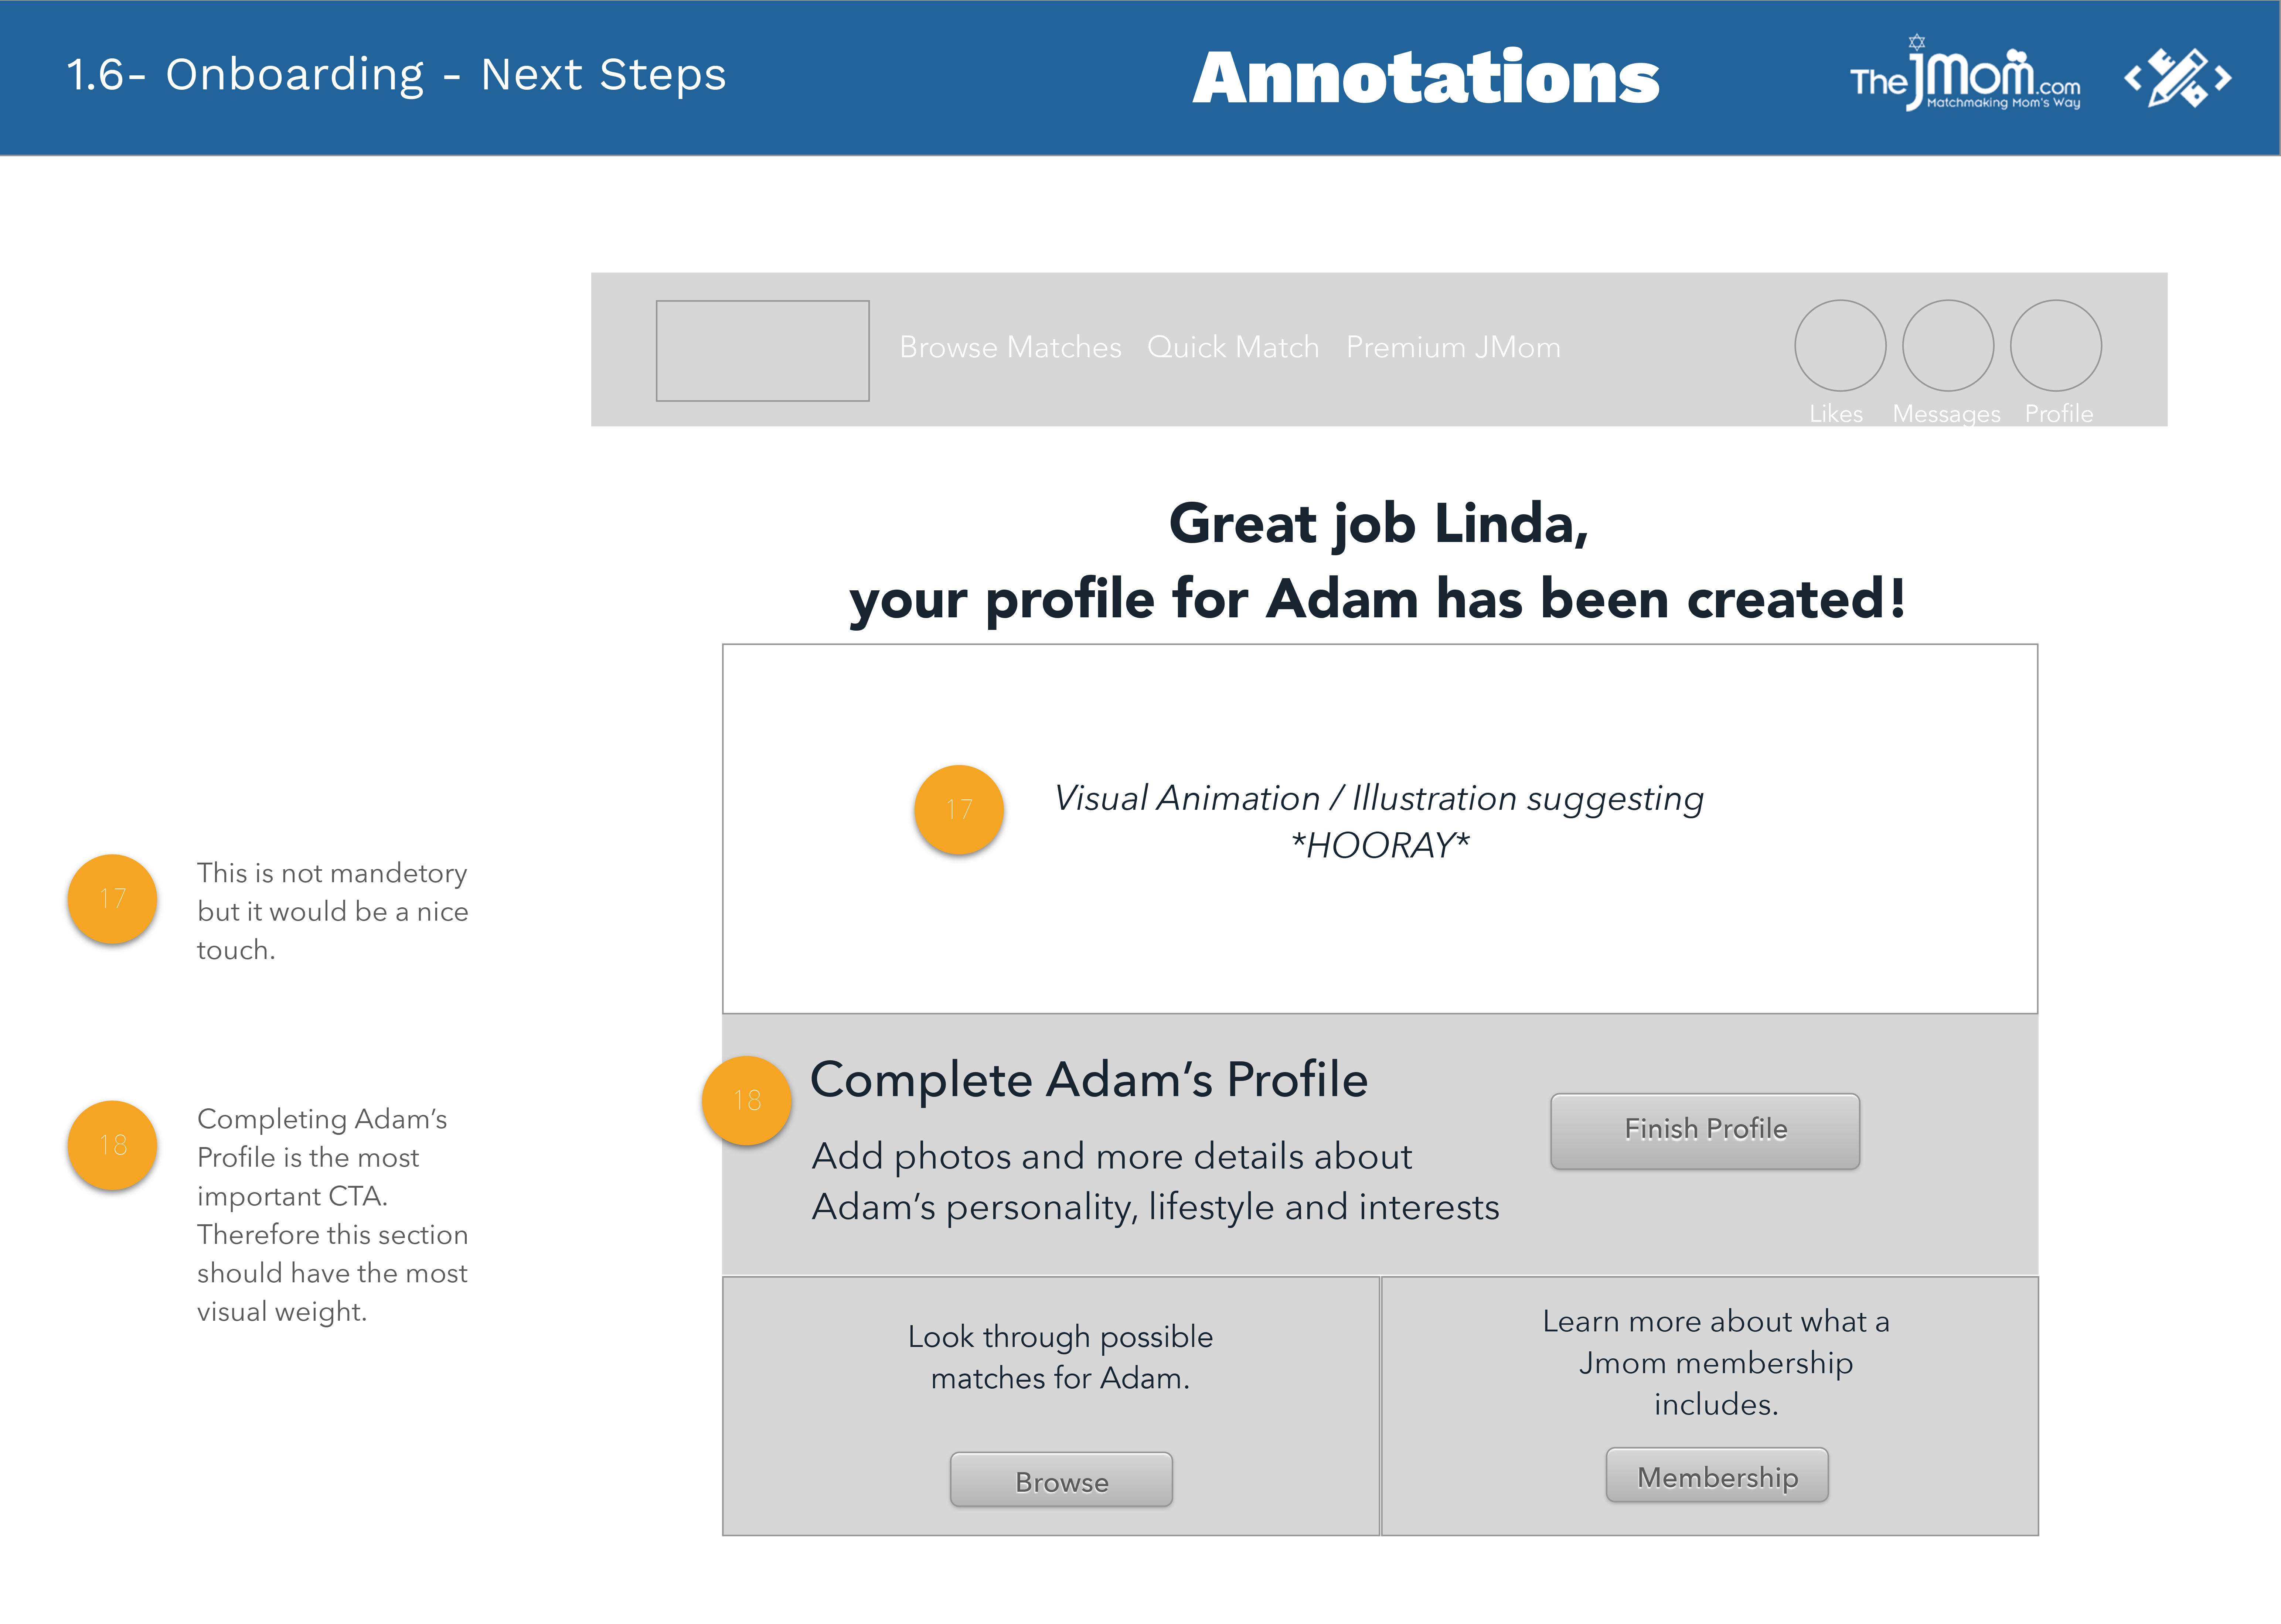 1.6- Onboarding - Next Steps
Annotations
The JMom.com
Matchmaking Mom's Way
Browse Matches Quick Match Premium JMom
Likes Messages Profile
Great job Linda,
your profile for Adam has been created!
17
Visual Animation / Illustration suggesting
*HOORAY*
17
This is not mandetory
but it would be a nice
touch.
18
Complete Adam’s Profile
Add photos and more details about
Adam’s personality, lifestyle and interests
Finish Profile
18
Completing Adam’s
Profile is the most
important CTA.
Therefore this section
should have the most
visual weight.
Look through possible
matches for Adam.
Browse
Learn more about what a
Jmom membership
includes.
Membership